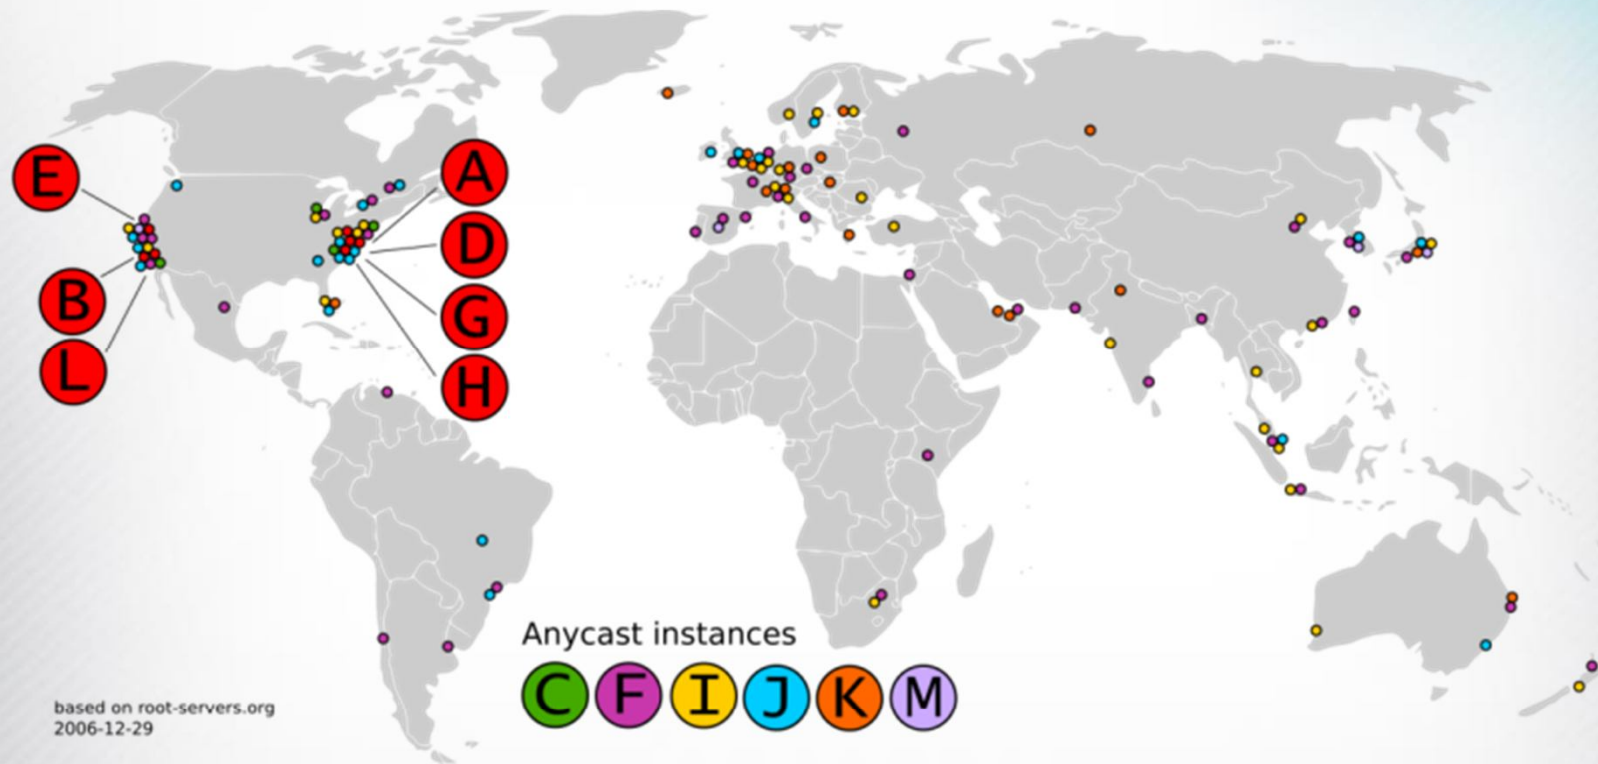 E
B
L
A
D
G
H
Anycast instances
C F I J K M
based on root-servers.org
2006-12-29